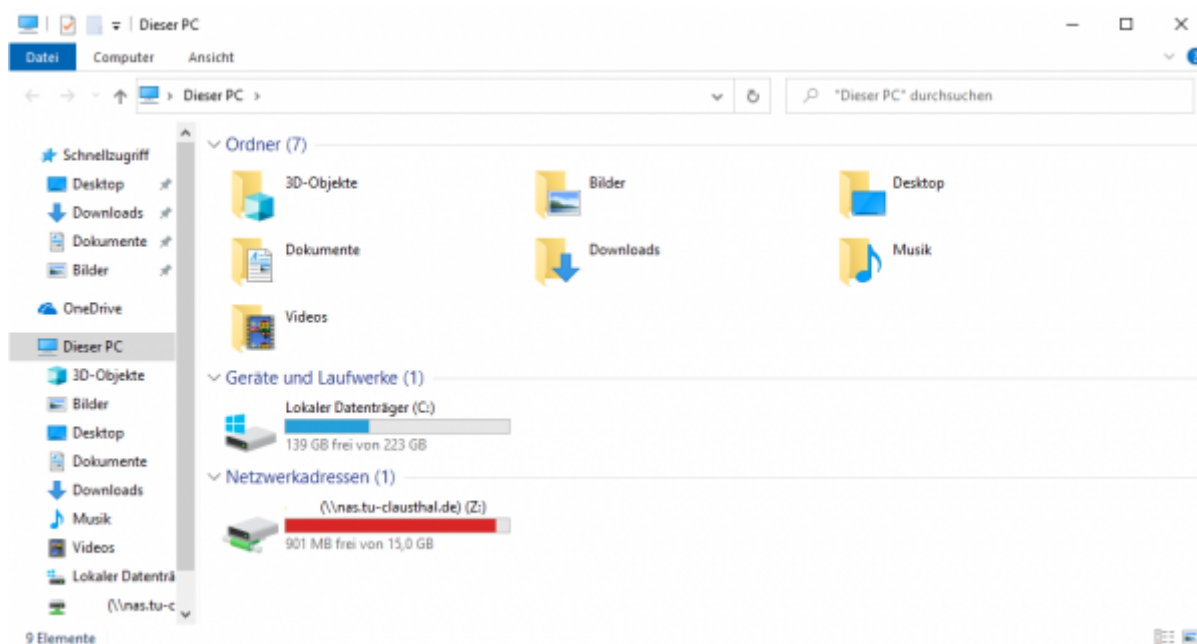 Dieser PC
Datei Computer Ansicht
Dieser PC
"Dieser PC" durchsuchen
Schnellzugriff
Desktop
Downloads
Dokumente
Bilder
OneDrive
Dieser PC
3D-Objekte
Bilder
Desktop
Dokumente
Downloads
Musik
Videos
Lokaler Datenträ
(\\nas.tu-c
Ordner (7)
3D-Objekte Bilder Desktop
Dokumente Downloads Musik
Videos
Geräte und Laufwerke (1)
Lokaler Datenträger (C:)
139 GB frei von 223 GB
Netzwerkadressen (1)
(\\nas.tu-clausthal.de) (Z:)
901 MB frei von 15,0 GB
9 Elemente